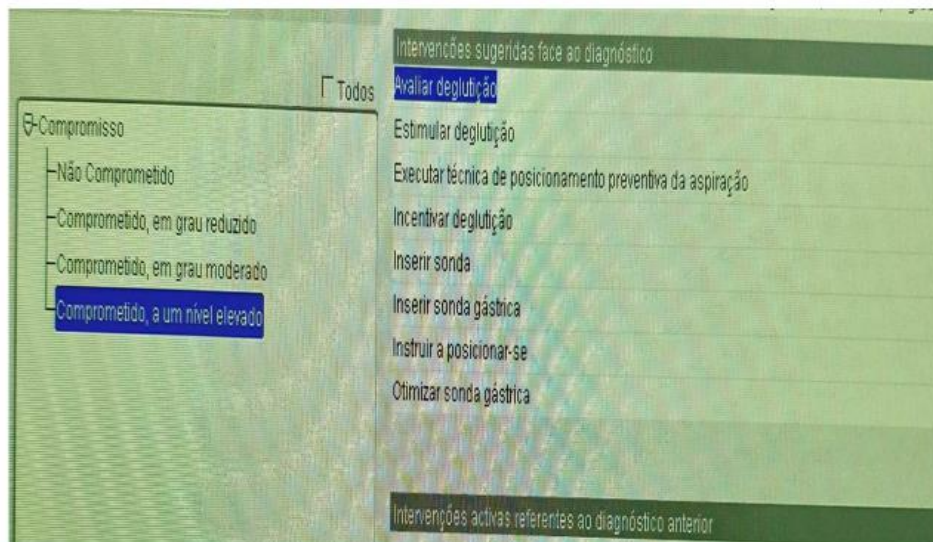 Todos
Compromisso
Não Comprometido
Comprometido, em grau reduzido
Comprometido, em grau moderado
Comprometido, a um nível elevado
Intervencões sugeridas face ao diagnóstico
Avaliar deglutição
Estimular deglutição
Executar técnica de posicionamento preventiva da aspiração
Incentivar deglutição
Inserir sonda
Inserir sonda gástrica
Instruir a posicionar-se
Otimizar sonda gástrica
Intervenções activas referentes ao diagnóstico anterior